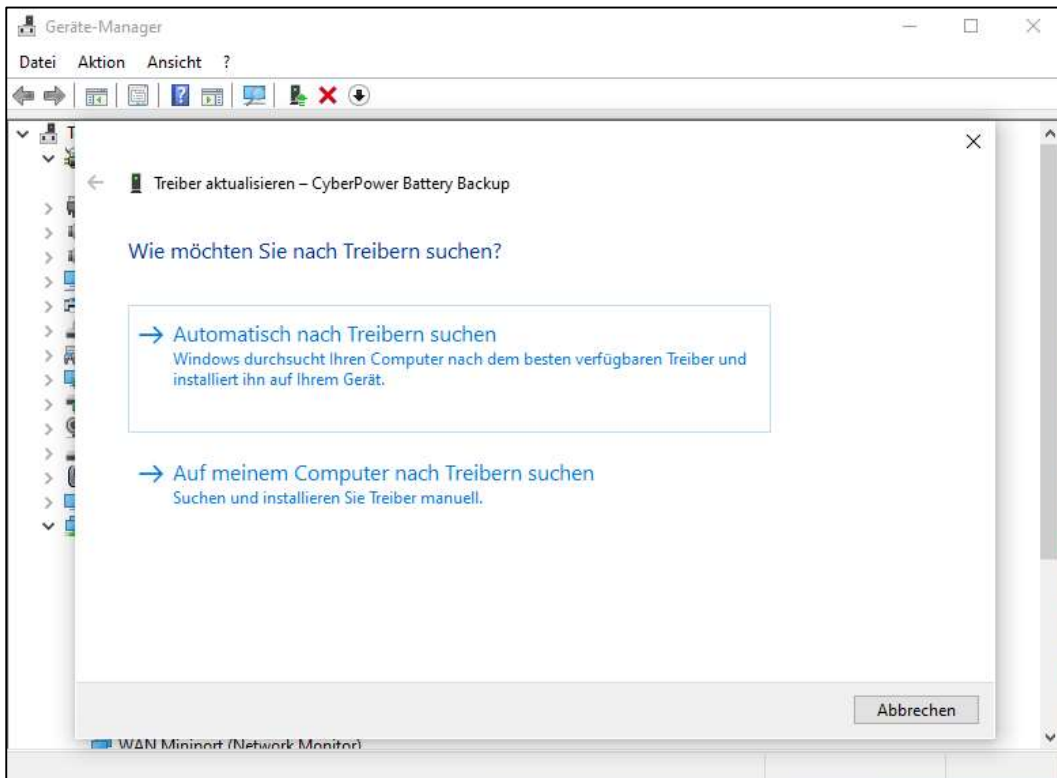 Geräte-Manager
Datei Aktion Ansicht ?
T
Treiber aktualisieren – CyberPower Battery Backup
Wie möchten Sie nach Treibern suchen?
Automatisch nach Treibern suchen
Windows durchsucht Ihren Computer nach dem besten verfügbaren Treiber und
installiert ihn auf Ihrem Gerät.
Auf meinem Computer nach Treibern suchen
Suchen und installieren Sie Treiber manuell.
Abbrechen
WAN Miniport (Network Monitor)